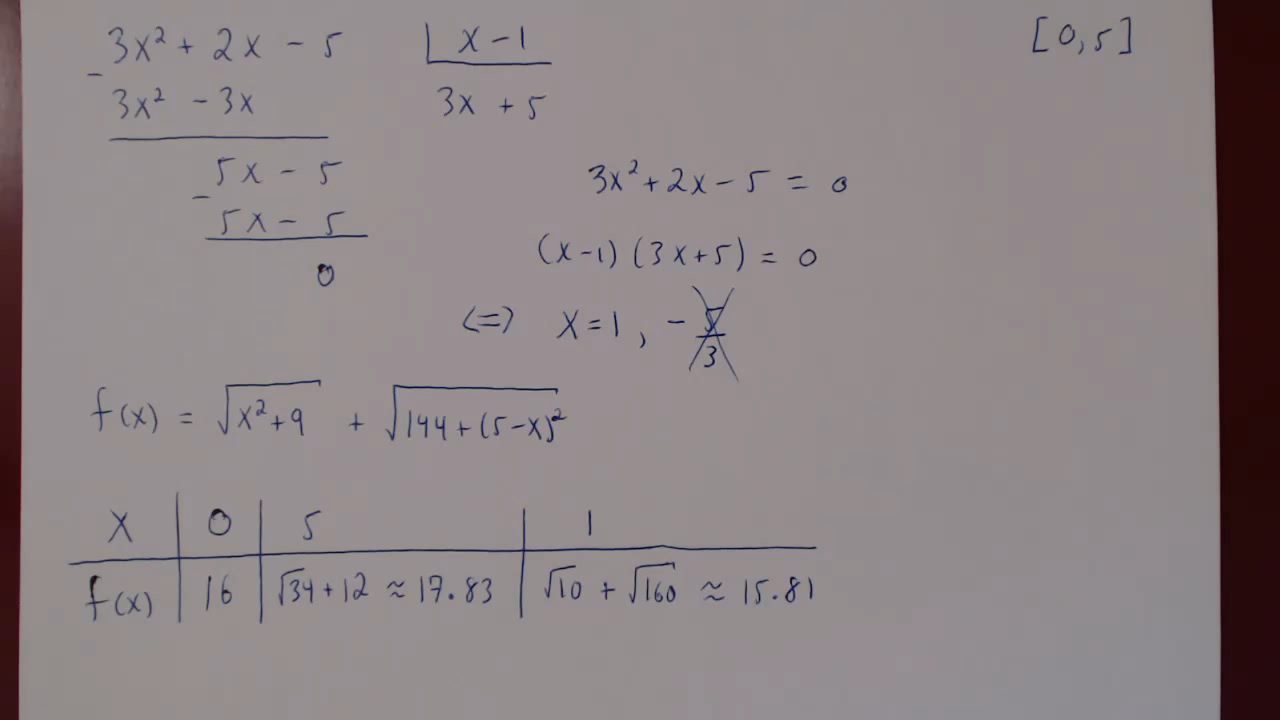 3x² + 2x - 5 | x - 1 [0,5]
- 3x² - 3x 3x + 5
5x - 5 3x² + 2x - 5 = 0
- 5x - 5
0 (x-1) (3x+5) = 0
<=> x = 1, - 5/3
f(x) = √(x²+9) + √(144+(5-x)²)
x | 0 | 5 | 1
f(x) | 16 | √34 + 12 ≈ 17.83 | √10 + √160 ≈ 15.81